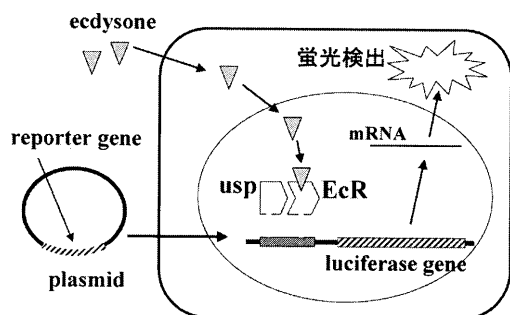 ecdysone
蛍光検出
reporter gene
mRNA
usp
EcR
plasmid
luciferase gene